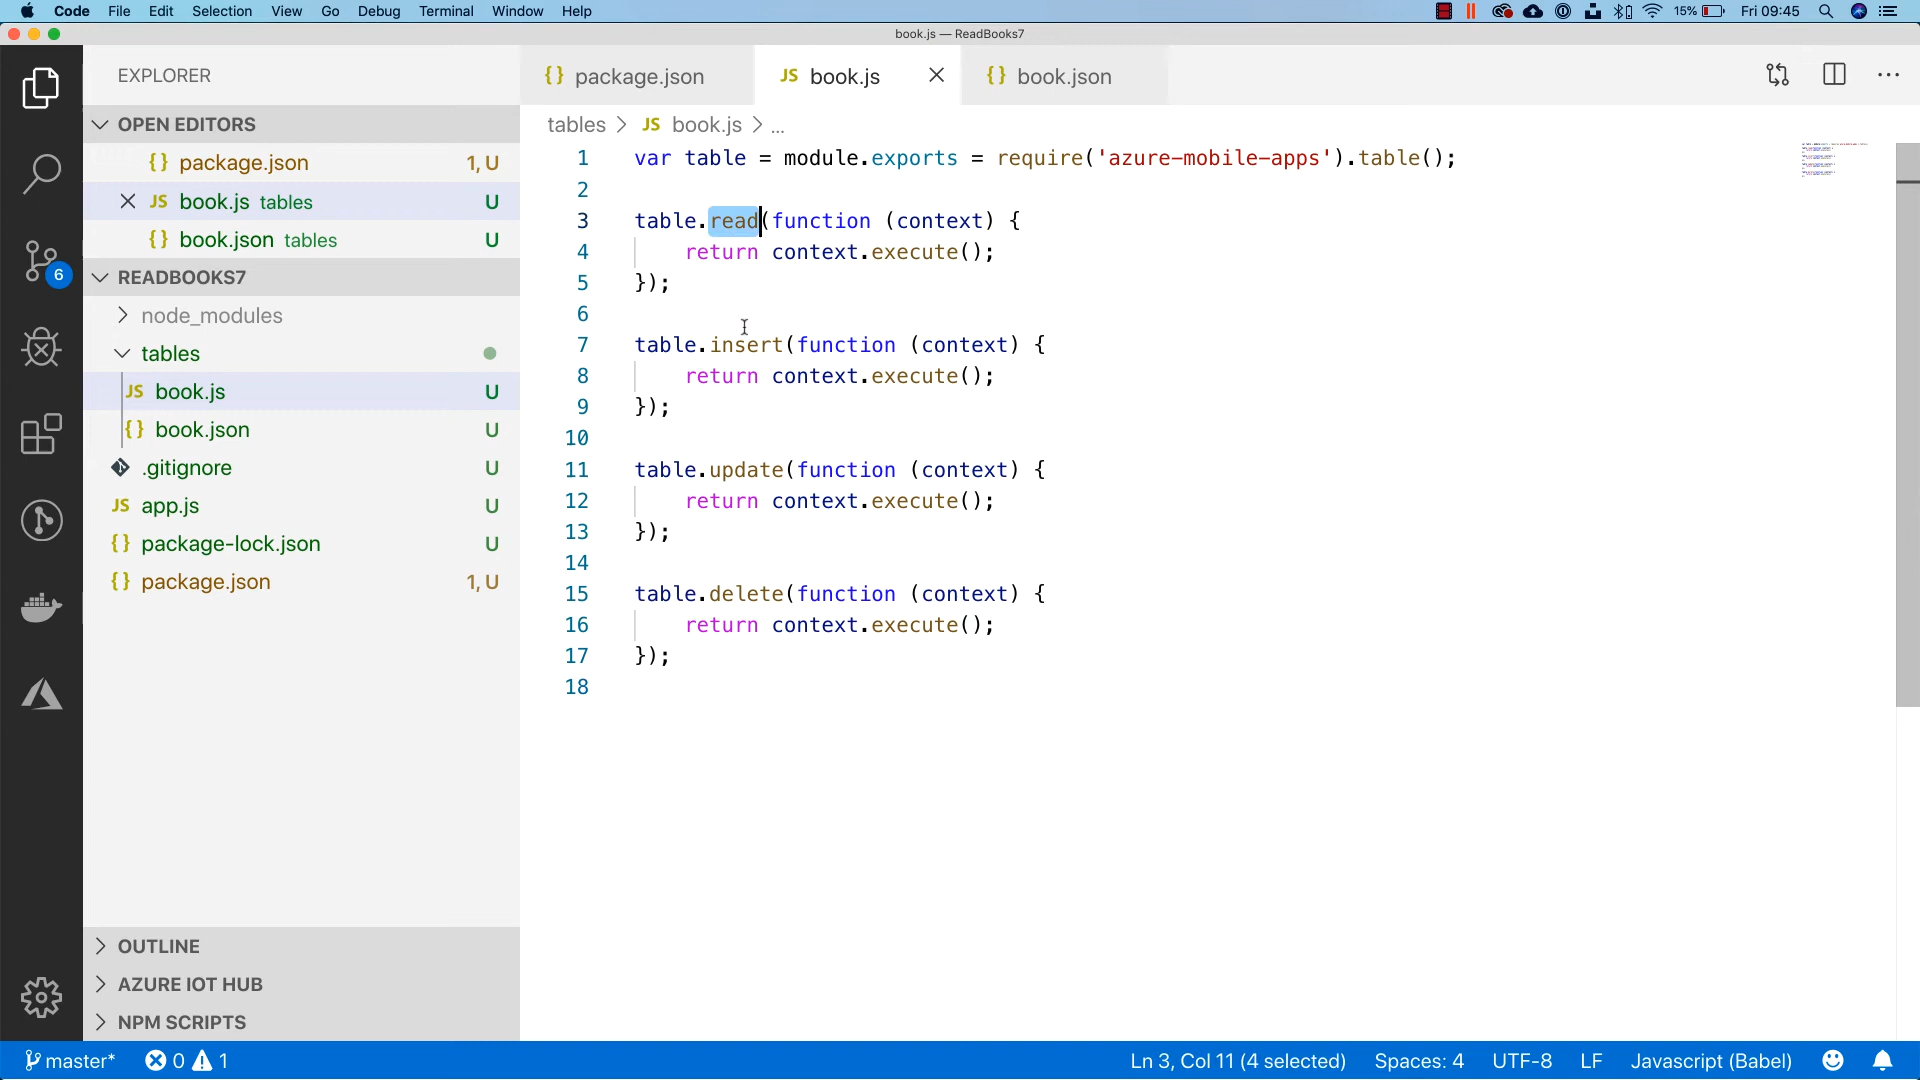 Code File Edit Selection View Go Debug Terminal Window Help 15% Fri 09:45
book.js — ReadBooks7
EXPLORER
OPEN EDITORS
{} package.json 1, U
JS book.js tables U
{} book.json tables U
6
READBOOKS7
node_modules
tables
JS book.js U
{} book.json U
.gitignore U
JS app.js U
{} package-lock.json U
{} package.json 1, U
OUTLINE
AZURE IOT HUB
NPM SCRIPTS
{} package.json JS book.js {} book.json ...
tables > JS book.js > ...
1 var table = module.exports = require('azure-mobile-apps').table();
2
3 table.read(function (context) {
4 return context.execute();
5 });
6
7 table.insert(function (context) {
8 return context.execute();
9 });
10
11 table.update(function (context) {
12 return context.execute();
13 });
14
15 table.delete(function (context) {
16 return context.execute();
17 });
18
master* 0 1 Ln 3, Col 11 (4 selected) Spaces: 4 UTF-8 LF Javascript (Babel)